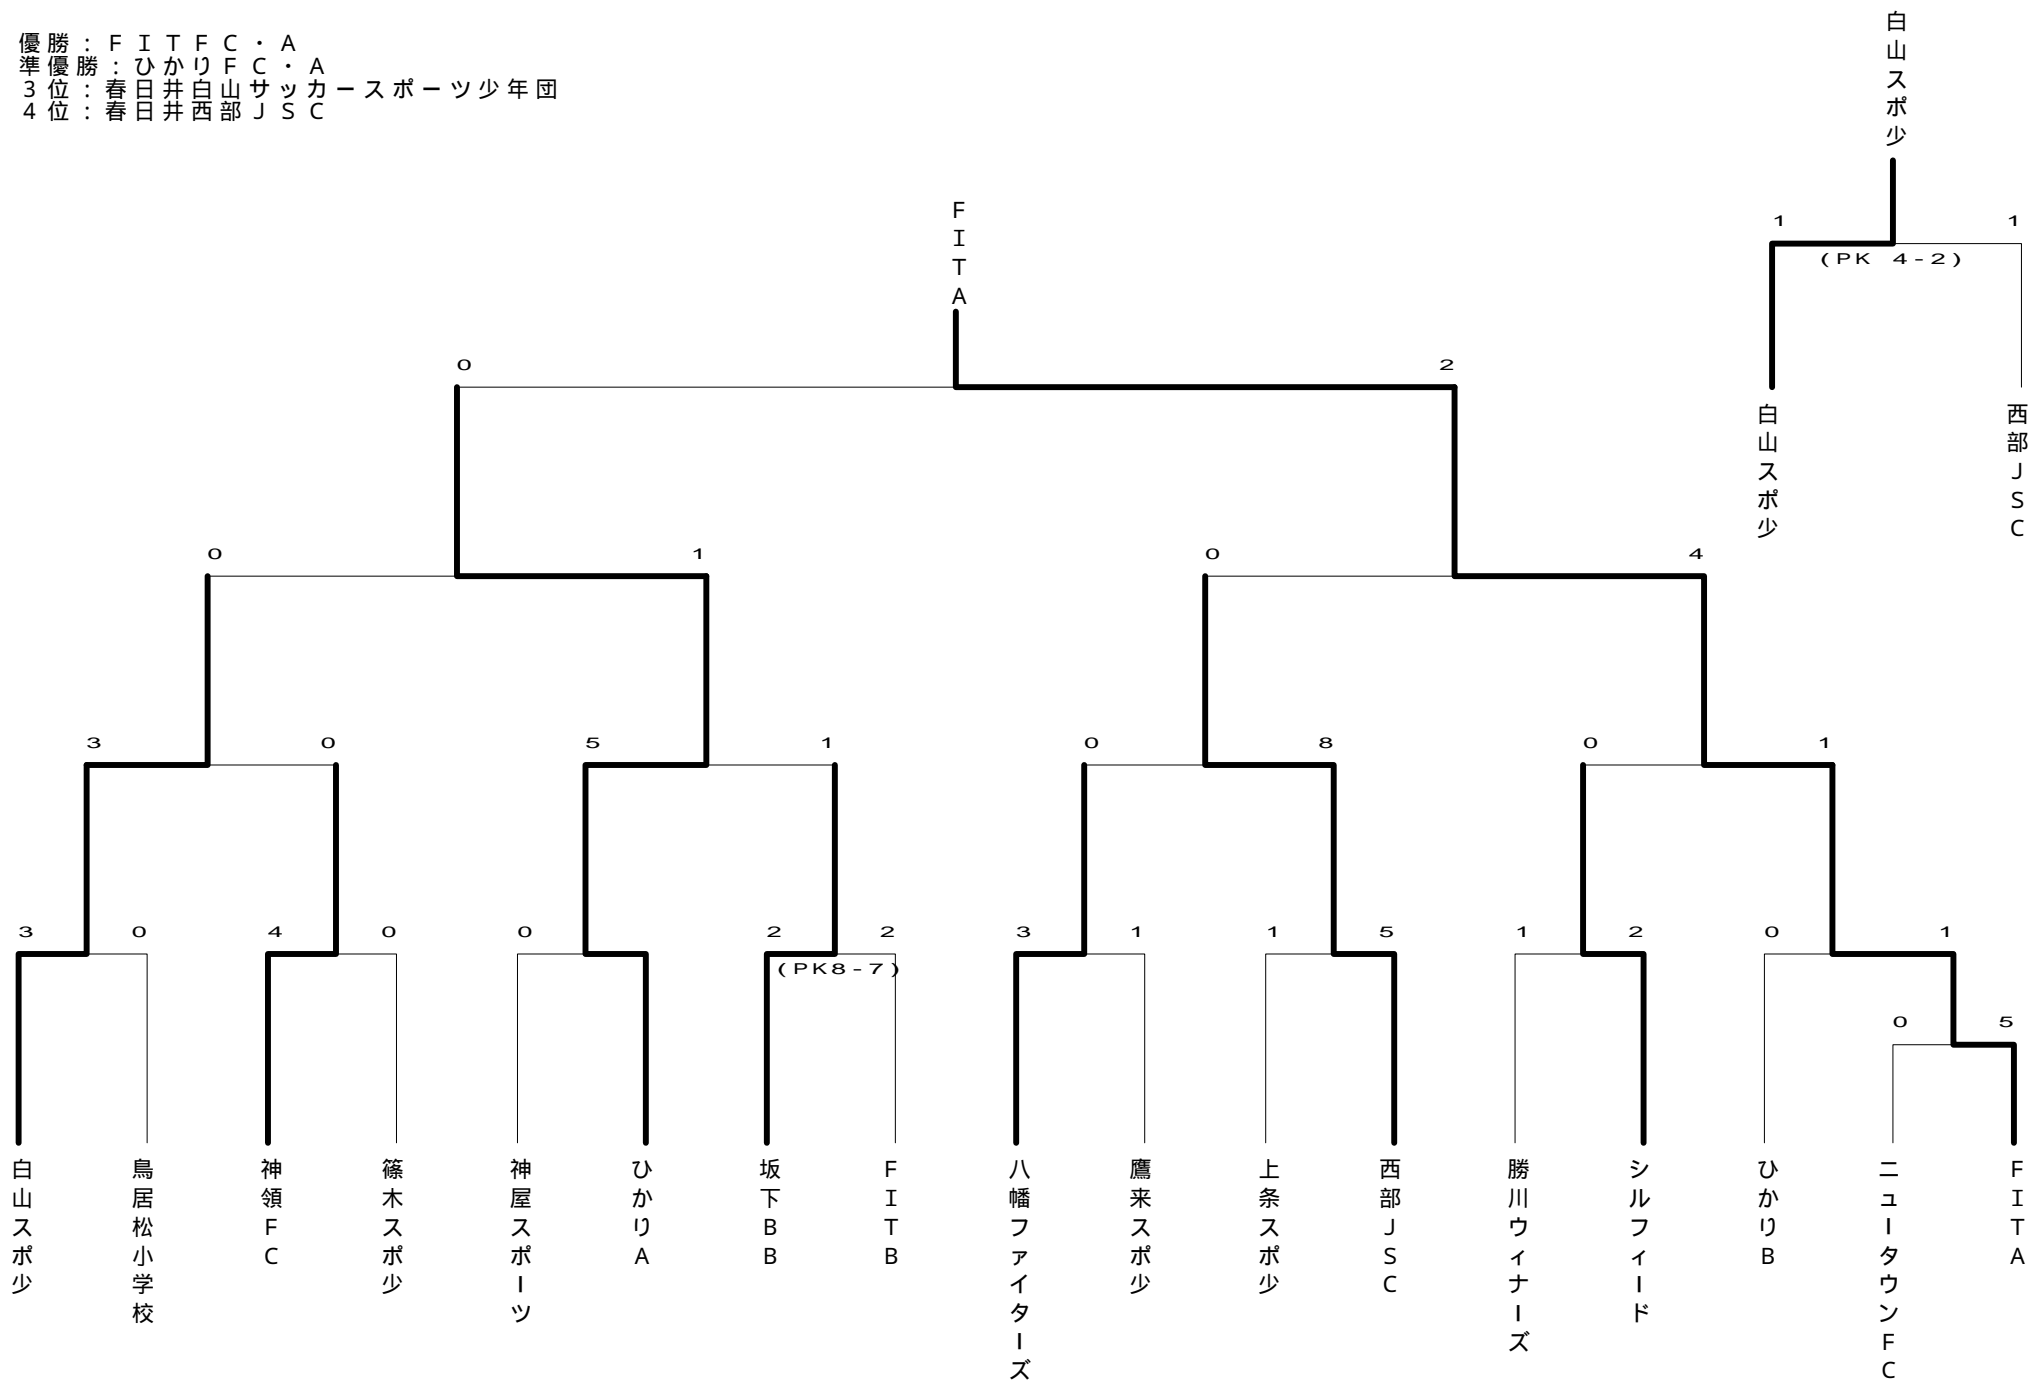 優勝：ＦＩＴＦＣ・Ａ
準優勝：ひかりＦＣ・Ａ
３位：春日井白山サッカースポーツ少年団
４位：春日井西部ＪＳＣ
白山スポ少
1 1
(PK 4-2)
白山スポ少
西部ＪＳＣ
ＦＩＴＡ
0 2
0 1 0 4
3 0 5 1 0 8 0 1
3 0 4 0 0 2 2 3 1 1 5 1 2 0 1
(PK8-7)
0 5
白山スポ少
鳥居松小学校
神領ＦＣ
篠木スポ少
神屋スポーツ
ひかりＡ
坂下ＢＢ
ＦＩＴＢ
八幡ファイターズ
鷹来スポ少
上条スポ少
西部ＪＳＣ
勝川ウィナーズ
シルフィード
ひかりＢ
ニュータウンＦＣ
ＦＩＴＡ